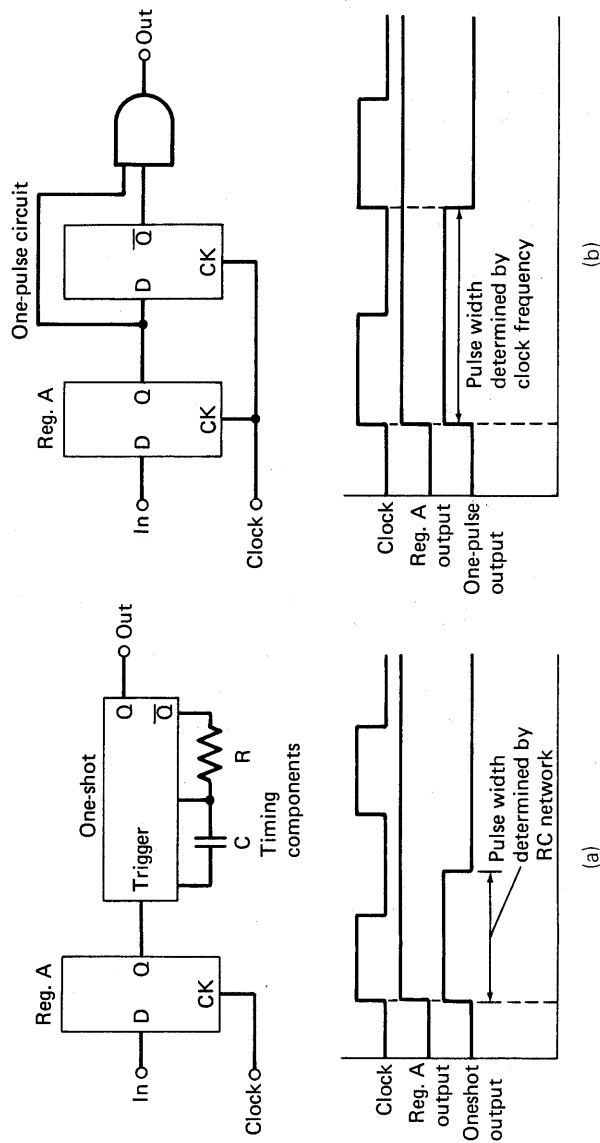 One-shot
Reg. A
In
D
Q
CK
Clock
Trigger
Q
Q
Out
C
R
Timing
components
Clock
Reg. A
output
Oneshot
output
Pulse width
determined by
RC network
(a)
One-pulse circuit
Reg. A
In
D
Q
CK
D
Q
CK
Out
Clock
Clock
Reg. A
output
One-pulse
output
Pulse width
determined by
clock frequency
(b)